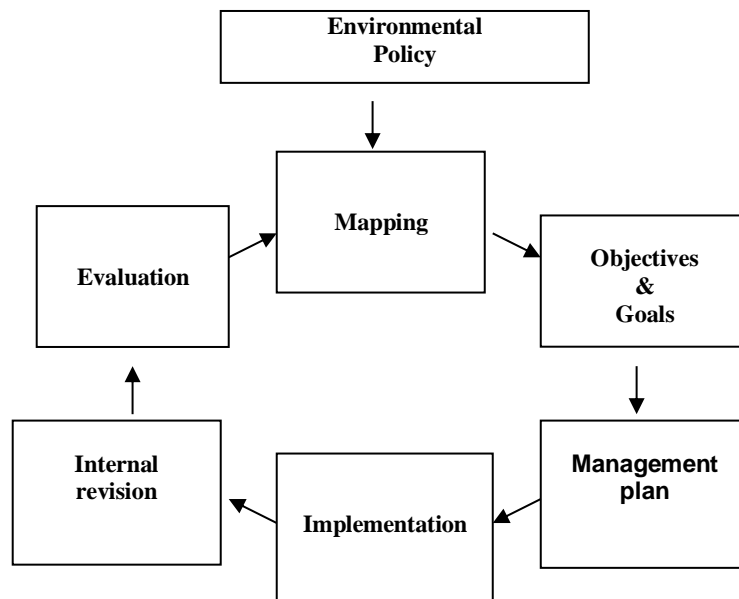 Environmental
Policy
Mapping
Objectives
&
Goals
Evaluation
Management
plan
Implementation
Internal
revision